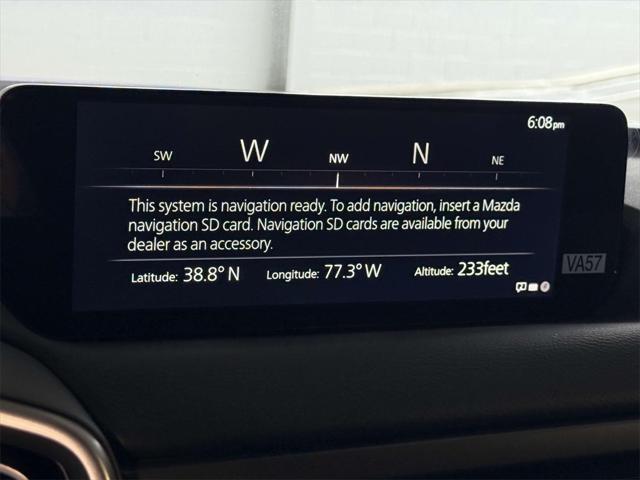 6:08pm
SW W NW N NE
This system is navigation ready. To add navigation, insert a Mazda
navigation SD card. Navigation SD cards are available from your
dealer as an accessory.
Latitude: 38.8° N Longitude: 77.3° W Altitude: 233feet
VA57